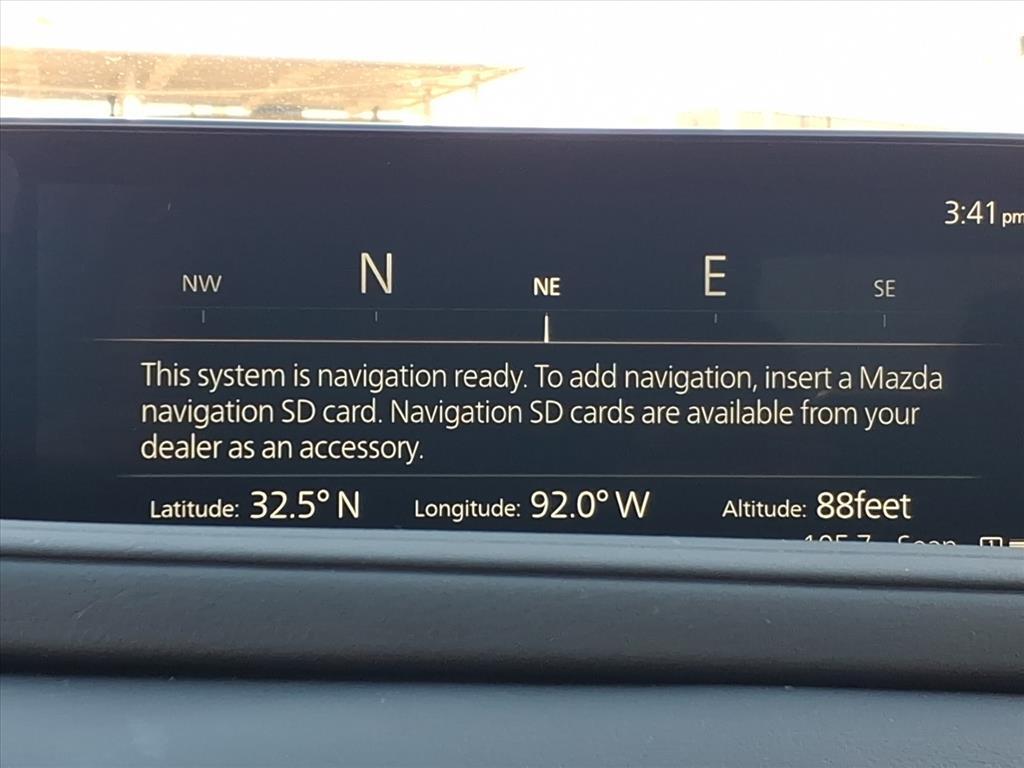 3:41 pm
NW N NE E SE
This system is navigation ready. To add navigation, insert a Mazda
navigation SD card. Navigation SD cards are available from your
dealer as an accessory.
Latitude: 32.5° N Longitude: 92.0° W Altitude: 88feet